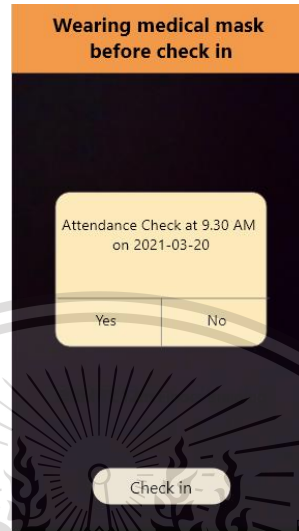 Wearing medical mask
before check in
Attendance Check at 9.30 AM
on 2021-03-20
Yes
No
Check in